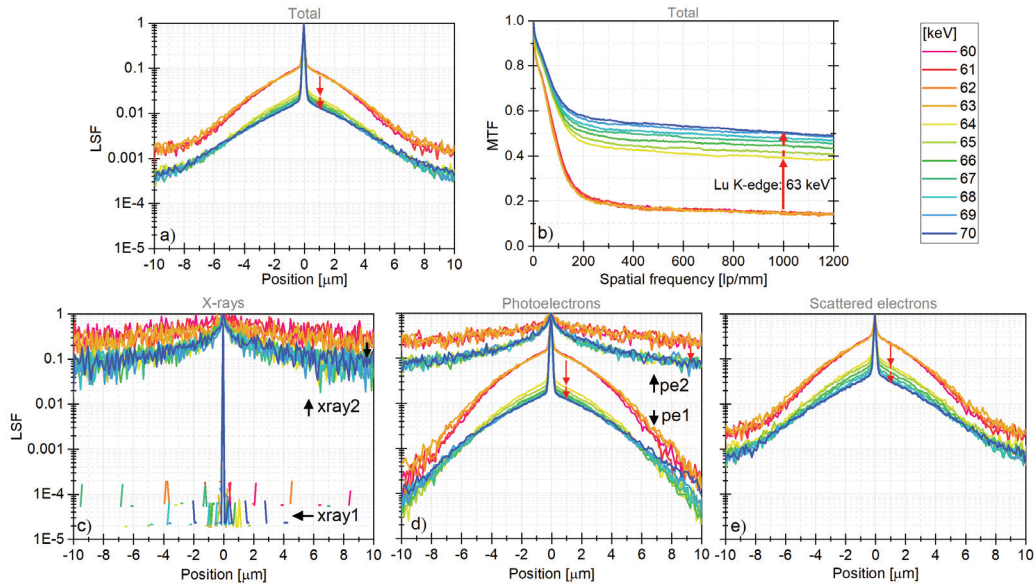 Total
LSF
1
0.1
0.01
0.001
1E-4
1E-5
a)
-10 -8 -6 -4 -2 0 2 4 6 8 10
Position [µm]
Total
MTF
1.0
0.8
0.6
0.4
0.2
0.0
b)
Lu K-edge: 63 keV
0 200 400 600 800 1000 1200
Spatial frequency [lp/mm]
[keV]
60
61
62
63
64
65
66
67
68
69
70
X-rays
LSF
1
0.1
0.01
0.001
1E-4
1E-5
xray2
xray1
c)
-10 -8 -6 -4 -2 0 2 4 6 8 10
Position [µm]
Photoelectrons
pe2
pe1
d)
-10 -8 -6 -4 -2 0 2 4 6 8 10
Position [µm]
Scattered electrons
e)
-10 -8 -6 -4 -2 0 2 4 6 8 10
Position [µm]